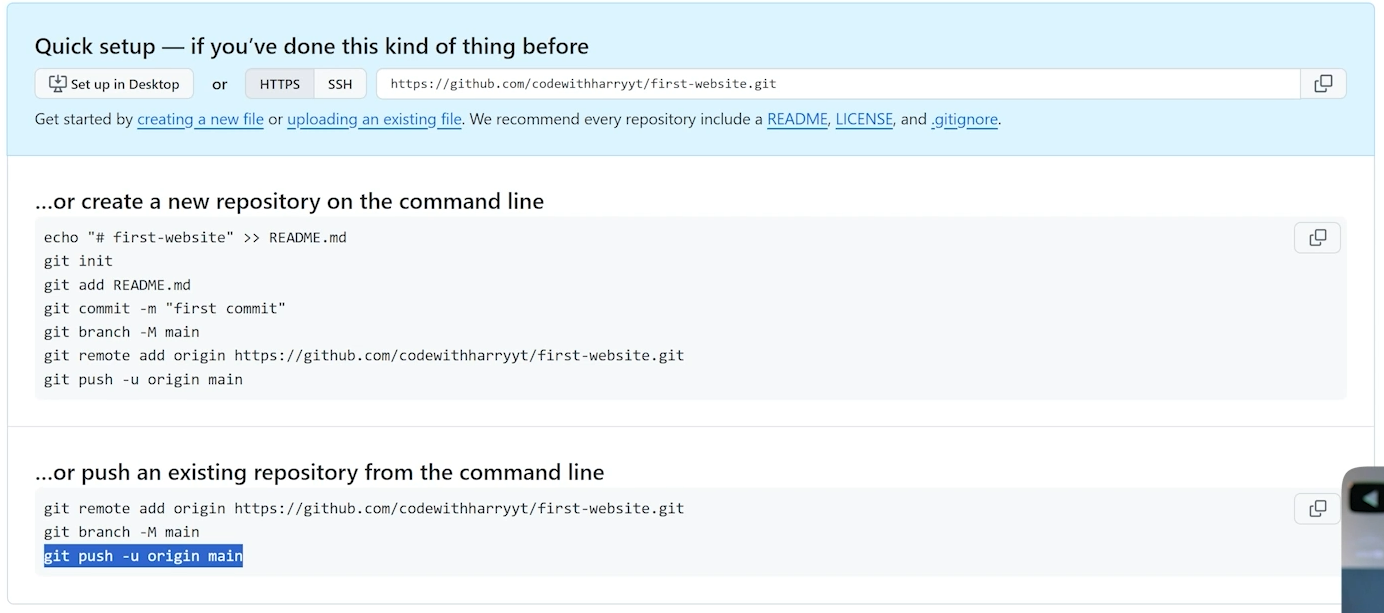 Quick setup — if you’ve done this kind of thing before
Set up in Desktop or HTTPS SSH https://github.com/codewithharryyt/first-website.git
Get started by creating a new file or uploading an existing file. We recommend every repository include a README, LICENSE, and .gitignore.
…or create a new repository on the command line
echo "# first-website" >> README.md
git init
git add README.md
git commit -m "first commit"
git branch -M main
git remote add origin https://github.com/codewithharryyt/first-website.git
git push -u origin main
…or push an existing repository from the command line
git remote add origin https://github.com/codewithharryyt/first-website.git
git branch -M main
git push -u origin main